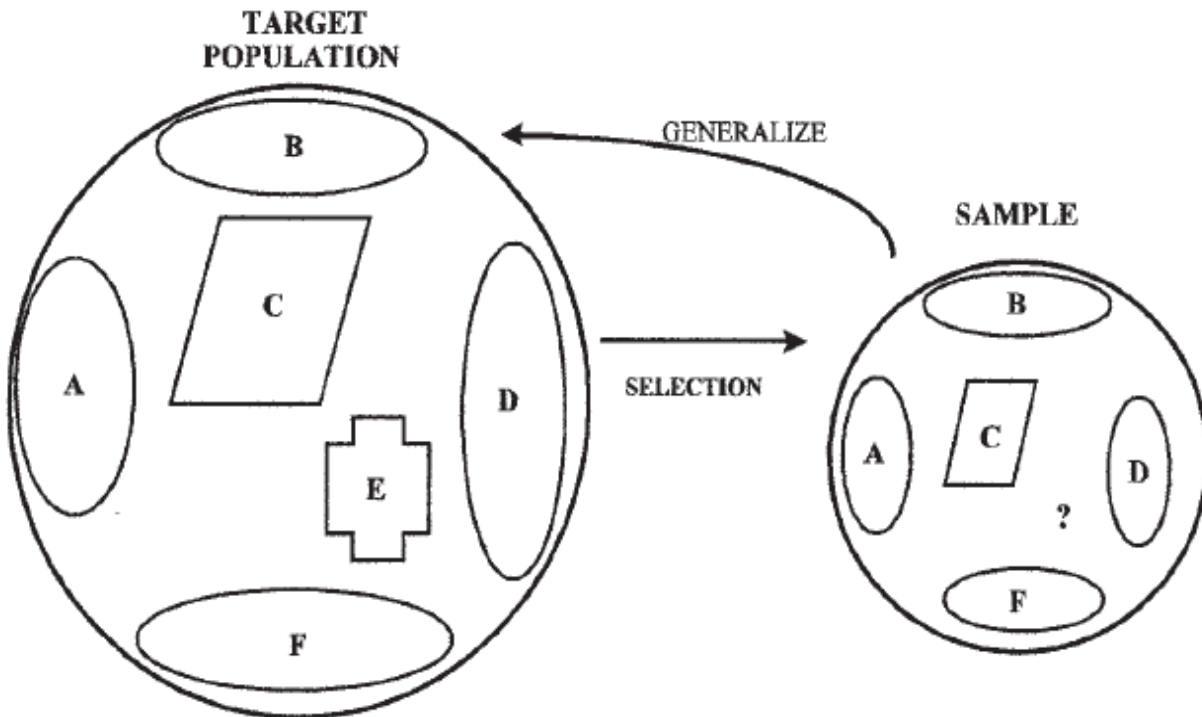 TARGET
POPULATION
B
GENERALIZE
SAMPLE
C
B
A
D
SELECTION
A
C
D
E
?
F
F